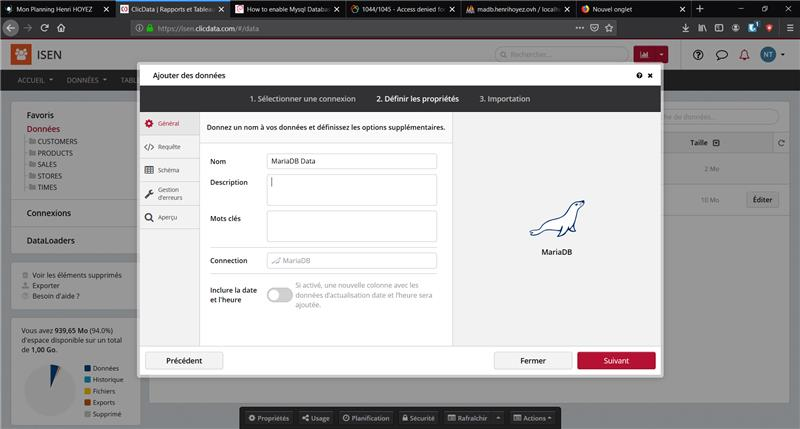 Mon Planning Henri HOYEZ
ClicData | Rapports et Tableau
How to enable Mysql Databas
1044/1045 - Access denied fo
madb.henrihoyez.ovh / localh
Nouvel onglet
https://isen.clicdata.com/#/data
ISEN
Rechercher...
NT
ACCUEIL
DONNÉES
TABLE
Ajouter des données
1. Sélectionner une connexion
2. Définir les propriétés
3. Importation
Favoris
Données
CUSTOMERS
PRODUCTS
SALES
STORES
TIMES
Connexions
DataLoaders
Voir les éléments supprimés
Exporter
Besoin d'aide ?
Vous avez 939,65 Mo (94.0%)
d'espace disponible sur un total
de 1,00 Go.
Données
Historique
Fichiers
Exports
Supprimé
Général
Requête
Schéma
Gestion
d'erreurs
Aperçu
Donnez un nom à vos données et définissez les options supplémentaires.
Nom
MariaDB Data
Description
Mots clés
Connection
MariaDB
Inclure la date
et l'heure
Si activé, une nouvelle colonne avec les
données d'actualisation date et l'heure sera
ajoutée.
MariaDB
Précédent
Fermer
Suivant
che de données...
Taille
2 Mo
10 Mo
Éditer
Propriétés
Usage
Planification
Sécurité
Rafraîchir
Actions